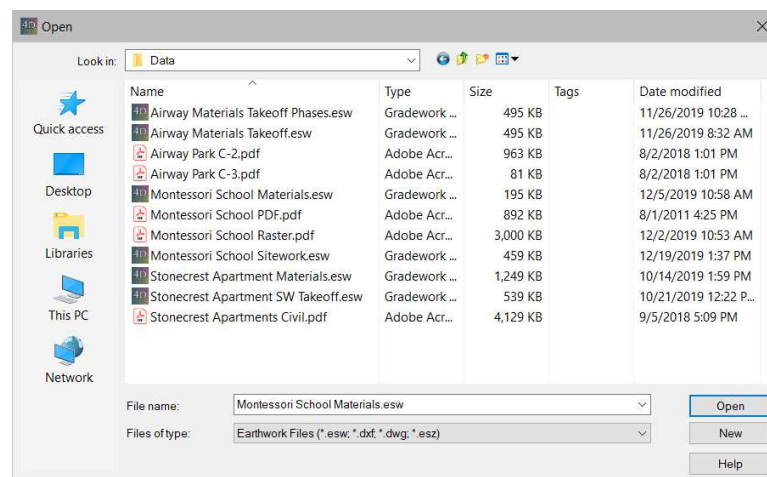 4D Open
Look in: Data
Name Type Size Tags Date modified
4D Airway Materials Takeoff Phases.esw Gradework ... 495 KB 11/26/2019 10:28 ...
4D Airway Materials Takeoff.esw Gradework ... 495 KB 11/26/2019 8:32 AM
Airway Park C-2.pdf Adobe Acr... 963 KB 8/2/2018 1:01 PM
Airway Park C-3.pdf Adobe Acr... 81 KB 8/2/2018 1:01 PM
4D Montessori School Materials.esw Gradework ... 195 KB 12/5/2019 10:58 AM
Montessori School PDF.pdf Adobe Acr... 892 KB 8/1/2011 4:25 PM
Montessori School Raster.pdf Adobe Acr... 3,000 KB 12/2/2019 10:53 AM
4D Montessori School Sitework.esw Gradework ... 459 KB 12/19/2019 1:37 PM
4D Stonecrest Apartment Materials.esw Gradework ... 1,249 KB 10/14/2019 1:59 PM
4D Stonecrest Apartment SW Takeoff.esw Gradework ... 539 KB 10/21/2019 12:22 P...
Stonecrest Apartments Civil.pdf Adobe Acr... 4,129 KB 9/5/2018 5:09 PM
Quick access
Desktop
Libraries
This PC
Network
File name: Montessori School Materials.esw Open
Files of type: Earthwork Files (*.esw; *.dxf; *.dwg; *.esz) New
Help